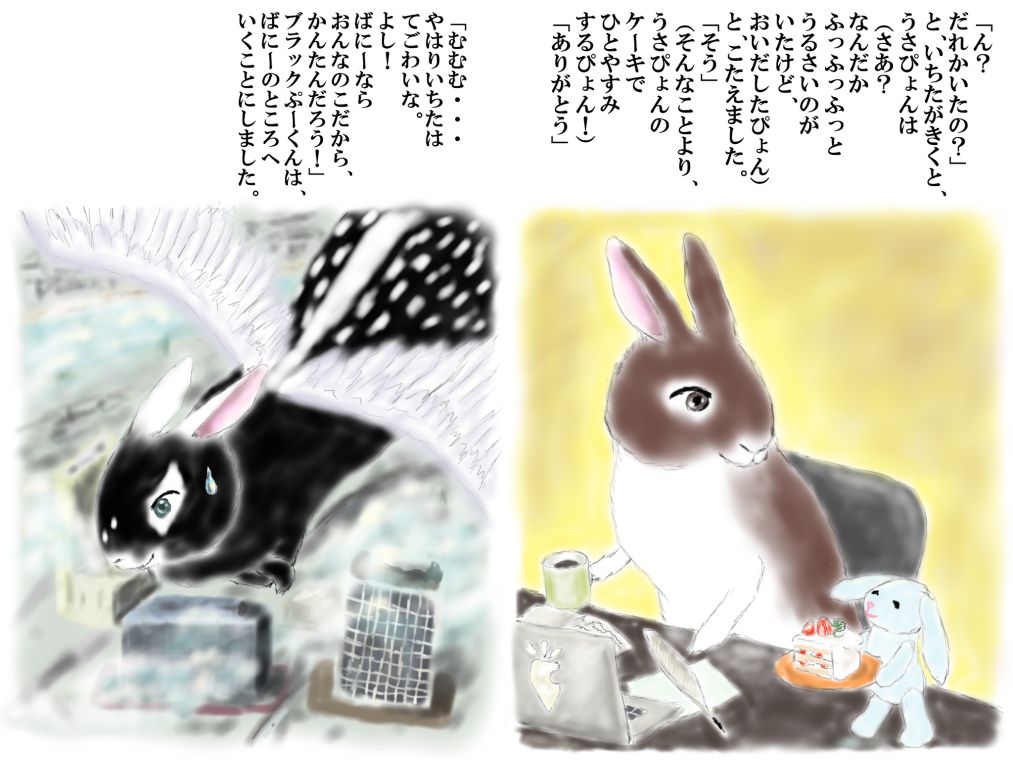 「ん？
だれかいたの？」
と、いちたがきくと、
うさぴょんは
（さあ？
なんだか
ふっふっふっと
うるさいのが
いたけど、
おいだしたぴょん）
と、こたえました。
「そう」
（そんなことより、
うさぴょんの
ケーキで
ひとやすみ
するぴょん！）
「ありがとう」
「むむむ・・・
やはりいちたは
てごわいな。
よし！
ばにーなら
おんなのこだから、
かんたんだろう！」
ブラックぷーくんは、
ばにーのところへ
いくことにしました。